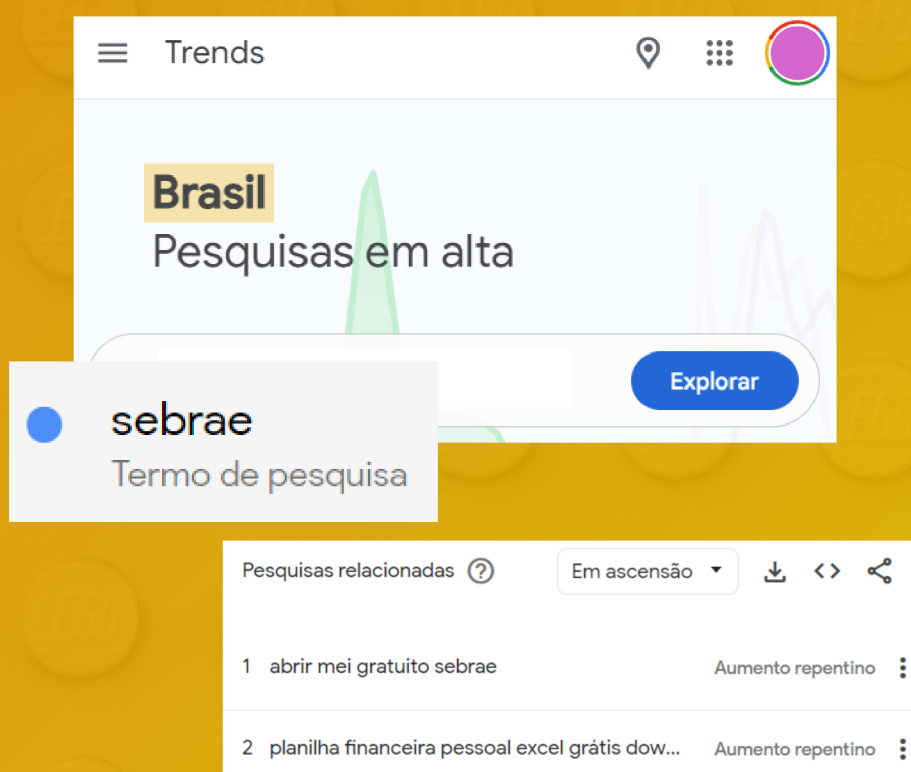 Trends
Brasil
Pesquisas em alta
Explorar
sebrae
Termo de pesquisa
Pesquisas relacionadas ?
Em ascensão
1 abrir mei gratuito sebrae Aumento repentino
2 planilha financeira pessoal excel grátis dow... Aumento repentino
LEGO